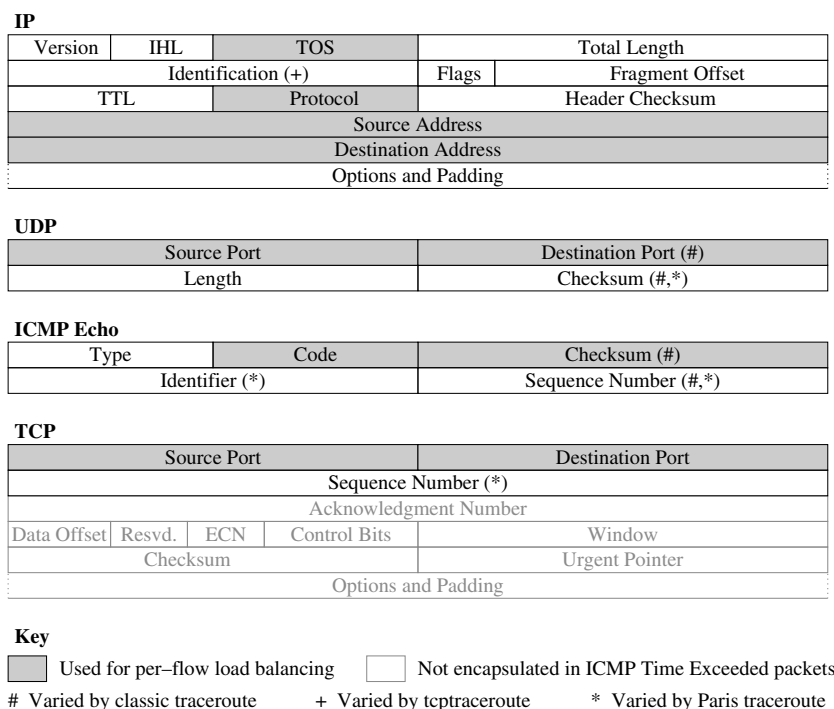 IP
Version IHL TOS Total Length
Identification (+) Flags Fragment Offset
TTL Protocol Header Checksum
Source Address
Destination Address
Options and Padding
UDP
Source Port Destination Port (#)
Length Checksum (#,*)
ICMP Echo
Type Code Checksum (#)
Identifier (*) Sequence Number (#,*)
TCP
Source Port Destination Port
Sequence Number (*)
Acknowledgment Number
Data Offset Resvd. ECN Control Bits Window
Checksum Urgent Pointer
Options and Padding
Key
Used for per–flow load balancing Not encapsulated in ICMP Time Exceeded packets
# Varied by classic traceroute + Varied by tcptraceroute * Varied by Paris traceroute